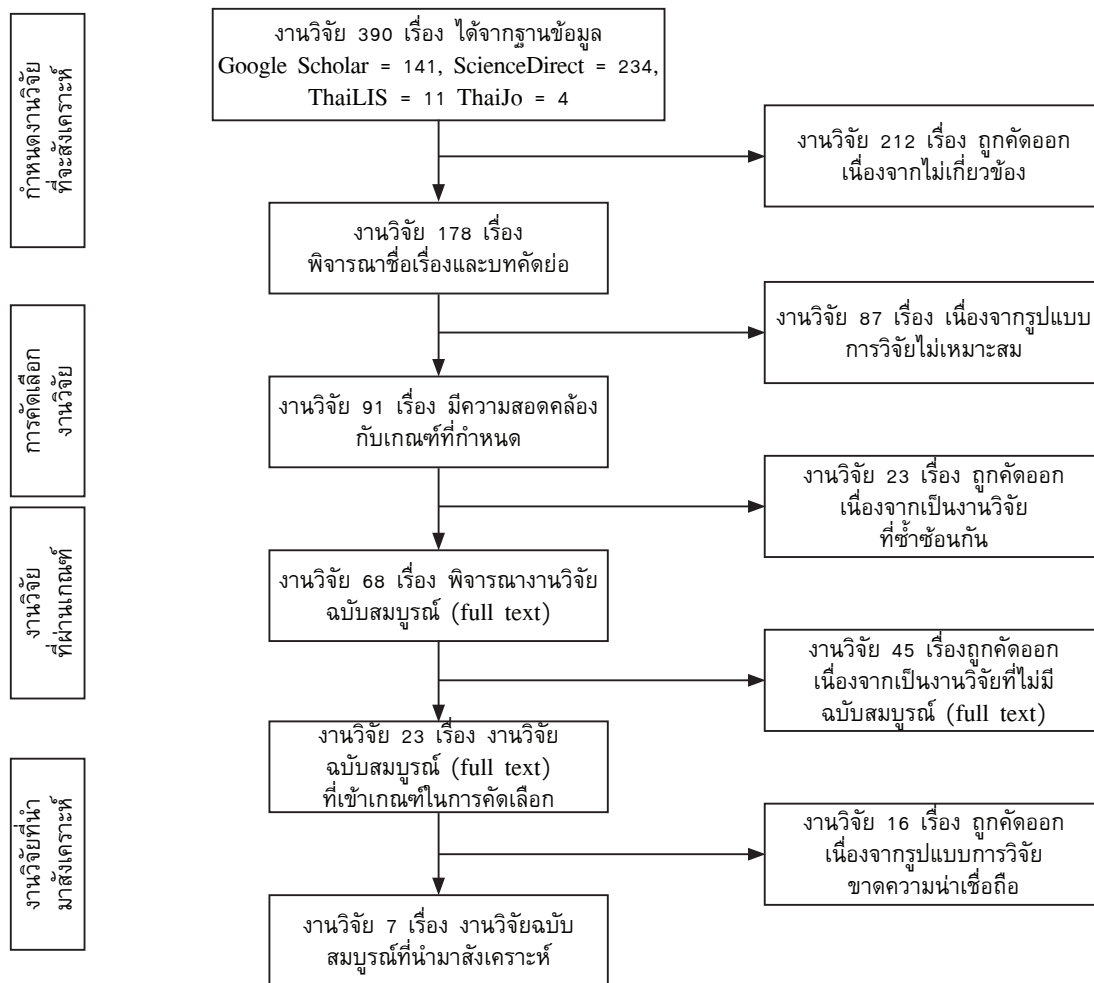 กำหนดงานวิจัย
ที่จะสังเคราะห์
งานวิจัย 390 เรื่อง ได้จากฐานข้อมูล
Google Scholar = 141, ScienceDirect = 234,
ThaiLIS = 11 ThaiJo = 4
งานวิจัย 212 เรื่อง ถูกคัดออก
เนื่องจากไม่เกี่ยวข้อง
งานวิจัย 178 เรื่อง
พิจารณาชื่อเรื่องและบทคัดย่อ
การคัดเลือก
งานวิจัย
งานวิจัย 87 เรื่อง เนื่องจากรูปแบบ
การวิจัยไม่เหมาะสม
งานวิจัย 91 เรื่อง มีความสอดคล้อง
กับเกณฑ์ที่กำหนด
งานวิจัย 23 เรื่อง ถูกคัดออก
เนื่องจากเป็นงานวิจัย
ที่ซ้ำซ้อนกัน
งานวิจัย
ที่ผ่านเกณฑ์
งานวิจัย 68 เรื่อง พิจารณางานวิจัย
ฉบับสมบูรณ์ (full text)
งานวิจัย 45 เรื่องถูกคัดออก
เนื่องจากเป็นงานวิจัยที่ไม่มี
ฉบับสมบูรณ์ (full text)
งานวิจัย 23 เรื่อง งานวิจัย
ฉบับสมบูรณ์ (full text)
ที่เข้าเกณฑ์ในการคัดเลือก
งานวิจัยที่นำ
มาสังเคราะห์
งานวิจัย 16 เรื่อง ถูกคัดออก
เนื่องจากรูปแบบการวิจัย
ขาดความน่าเชื่อถือ
งานวิจัย 7 เรื่อง งานวิจัยฉบับ
สมบูรณ์ที่นำมาสังเคราะห์